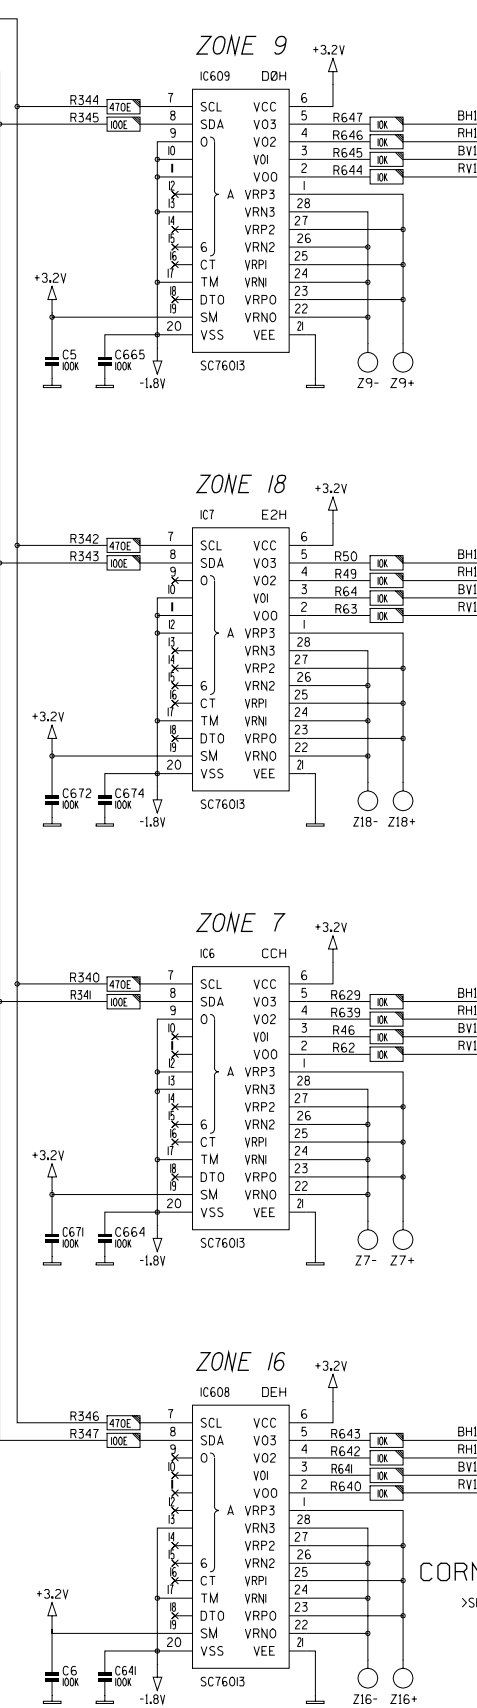 ZONE 9
+3.2V
IC609 D0H
R344 470E 7 SCL VCC 6
R345 100E 8 SDA VO3 5 R647 10K BH1
9 0 VO2 4 R646 10K RH1
10 VO1 3 R645 10K BV1
1 VOO 2 R644 10K RV1
12 A VRP3 1
13 VRN3 28
14 VRP2 27
15 6 VRN2 26
16 CT VRP1 25
17 TM VRN1 24
18 DTO VRPO 23
+3.2V 19 SM VRNO 22
20 VSS VEE 21
C5 100K C665 100K -1.8V SC76013 Z9- Z9+
ZONE 18
+3.2V
IC7 E2H
R342 470E 7 SCL VCC 6
R343 100E 8 SDA VO3 5 R50 10K BH1
9 0 VO2 4 R49 10K RH1
10 VO1 3 R64 10K BV1
1 VOO 2 R63 10K RV1
12 A VRP3 1
13 VRN3 28
14 VRP2 27
15 6 VRN2 26
16 CT VRP1 25
17 TM VRN1 24
18 DTO VRPO 23
+3.2V 19 SM VRNO 22
20 VSS VEE 21
C672 100K C674 100K -1.8V SC76013 Z18- Z18+
ZONE 7
+3.2V
IC6 CCH
R340 470E 7 SCL VCC 6
R341 100E 8 SDA VO3 5 R629 10K BH1
9 0 VO2 4 R639 10K RH1
10 VO1 3 R46 10K BV1
1 VOO 2 R62 10K RV1
12 A VRP3 1
13 VRN3 28
14 VRP2 27
15 6 VRN2 26
16 CT VRP1 25
17 TM VRN1 24
18 DTO VRPO 23
+3.2V 19 SM VRNO 22
20 VSS VEE 21
C671 100K C664 100K -1.8V SC76013 Z7- Z7+
ZONE 16
+3.2V
IC608 DEH
R346 470E 7 SCL VCC 6
R347 100E 8 SDA VO3 5 R643 10K BH1
9 0 VO2 4 R642 10K RH1
10 VO1 3 R641 10K BV1
1 VOO 2 R640 10K RV1
12 A VRP3 1
13 VRN3 28
14 VRP2 27
15 6 VRN2 26
16 CT VRP1 25 CORN
17 TM VRN1 24
18 DTO VRPO 23
+3.2V 19 SM VRNO 22
20 VSS VEE 21
C6 100K C641 100K -1.8V SC76013 Z16- Z16+